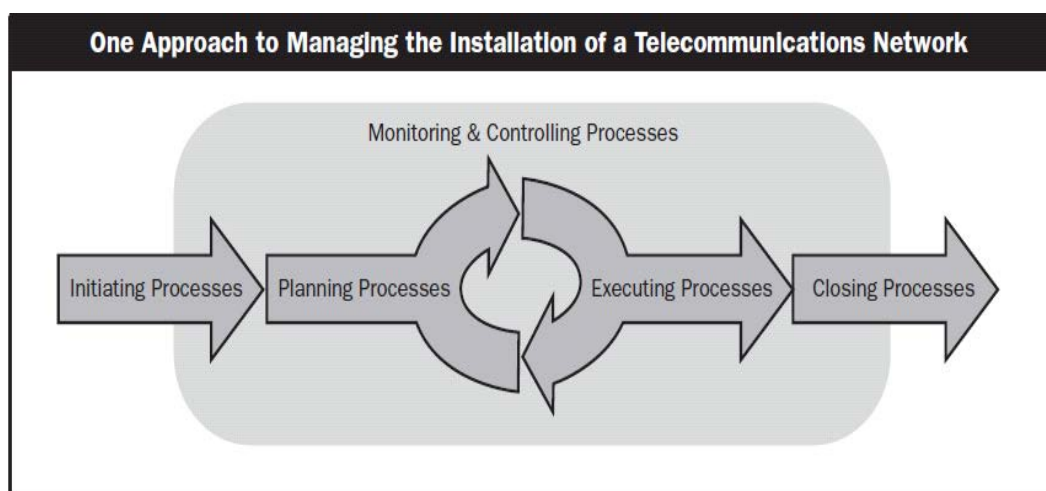 One Approach to Managing the Installation of a Telecommunications Network
Monitoring & Controlling Processes
Initiating Processes
Planning Processes
Executing Processes
Closing Processes